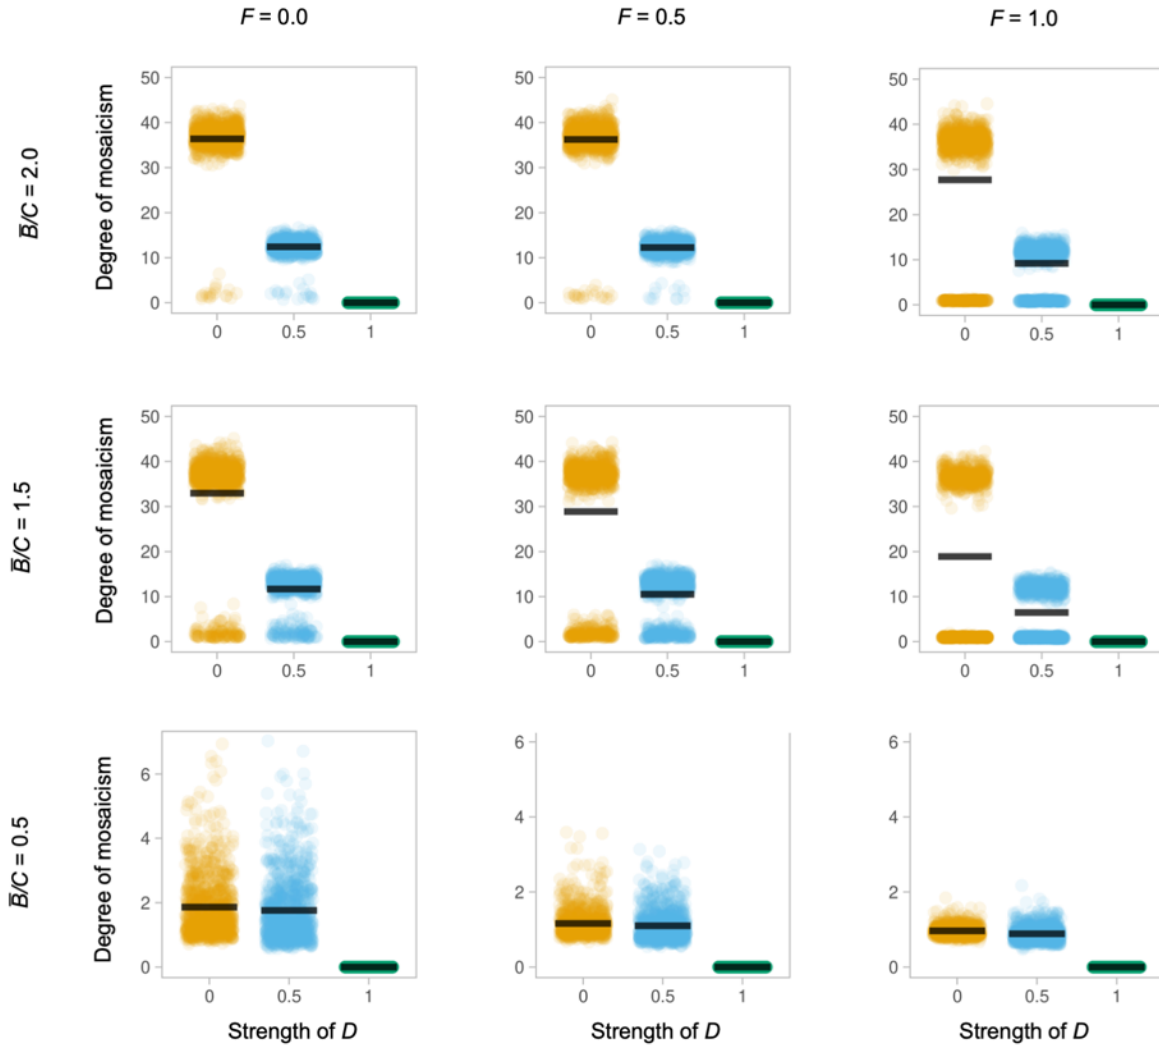 F = 0.0 F = 0.5 F = 1.0
B̅/C = 2.0
Degree of mosaicism
50 50 50
40 40 40
30 30 30
20 20 20
10 10 10
0 0 0
0 0.5 1 0 0.5 1 0 0.5 1
B̅/C = 1.5
Degree of mosaicism
50 50 50
40 40 40
30 30 30
20 20 20
10 10 10
0 0 0
0 0.5 1 0 0.5 1 0 0.5 1
B̅/C = 0.5
Degree of mosaicism
6 6 6
4 4 4
2 2 2
0 0 0
0 0.5 1 0 0.5 1 0 0.5 1
Strength of D Strength of D Strength of D